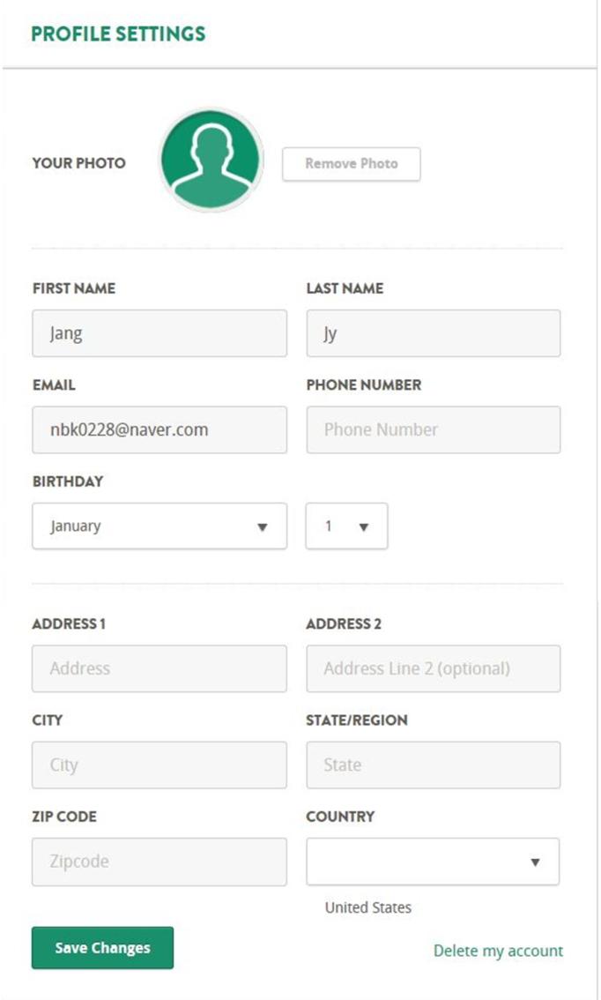 PROFILE SETTINGS
YOUR PHOTO
Remove Photo
FIRST NAME LAST NAME
Jang Jy
EMAIL PHONE NUMBER
nbk0228@naver.com Phone Number
BIRTHDAY
January 1
ADDRESS 1 ADDRESS 2
Address Address Line 2 (optional)
CITY STATE/REGION
City State
ZIP CODE COUNTRY
Zipcode
United States
Save Changes Delete my account